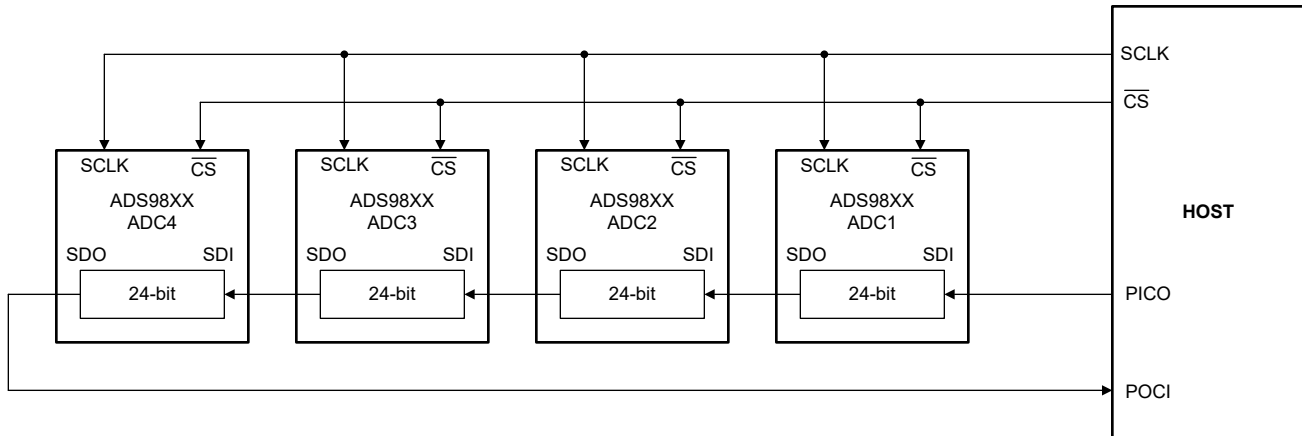 SCLK
CS
SCLK CS SCLK CS SCLK CS SCLK CS
ADS98XX ADS98XX ADS98XX ADS98XX
ADC4 ADC3 ADC2 ADC1
HOST
SDO SDI SDO SDI SDO SDI SDO SDI
24-bit 24-bit 24-bit 24-bit PICO
POCI